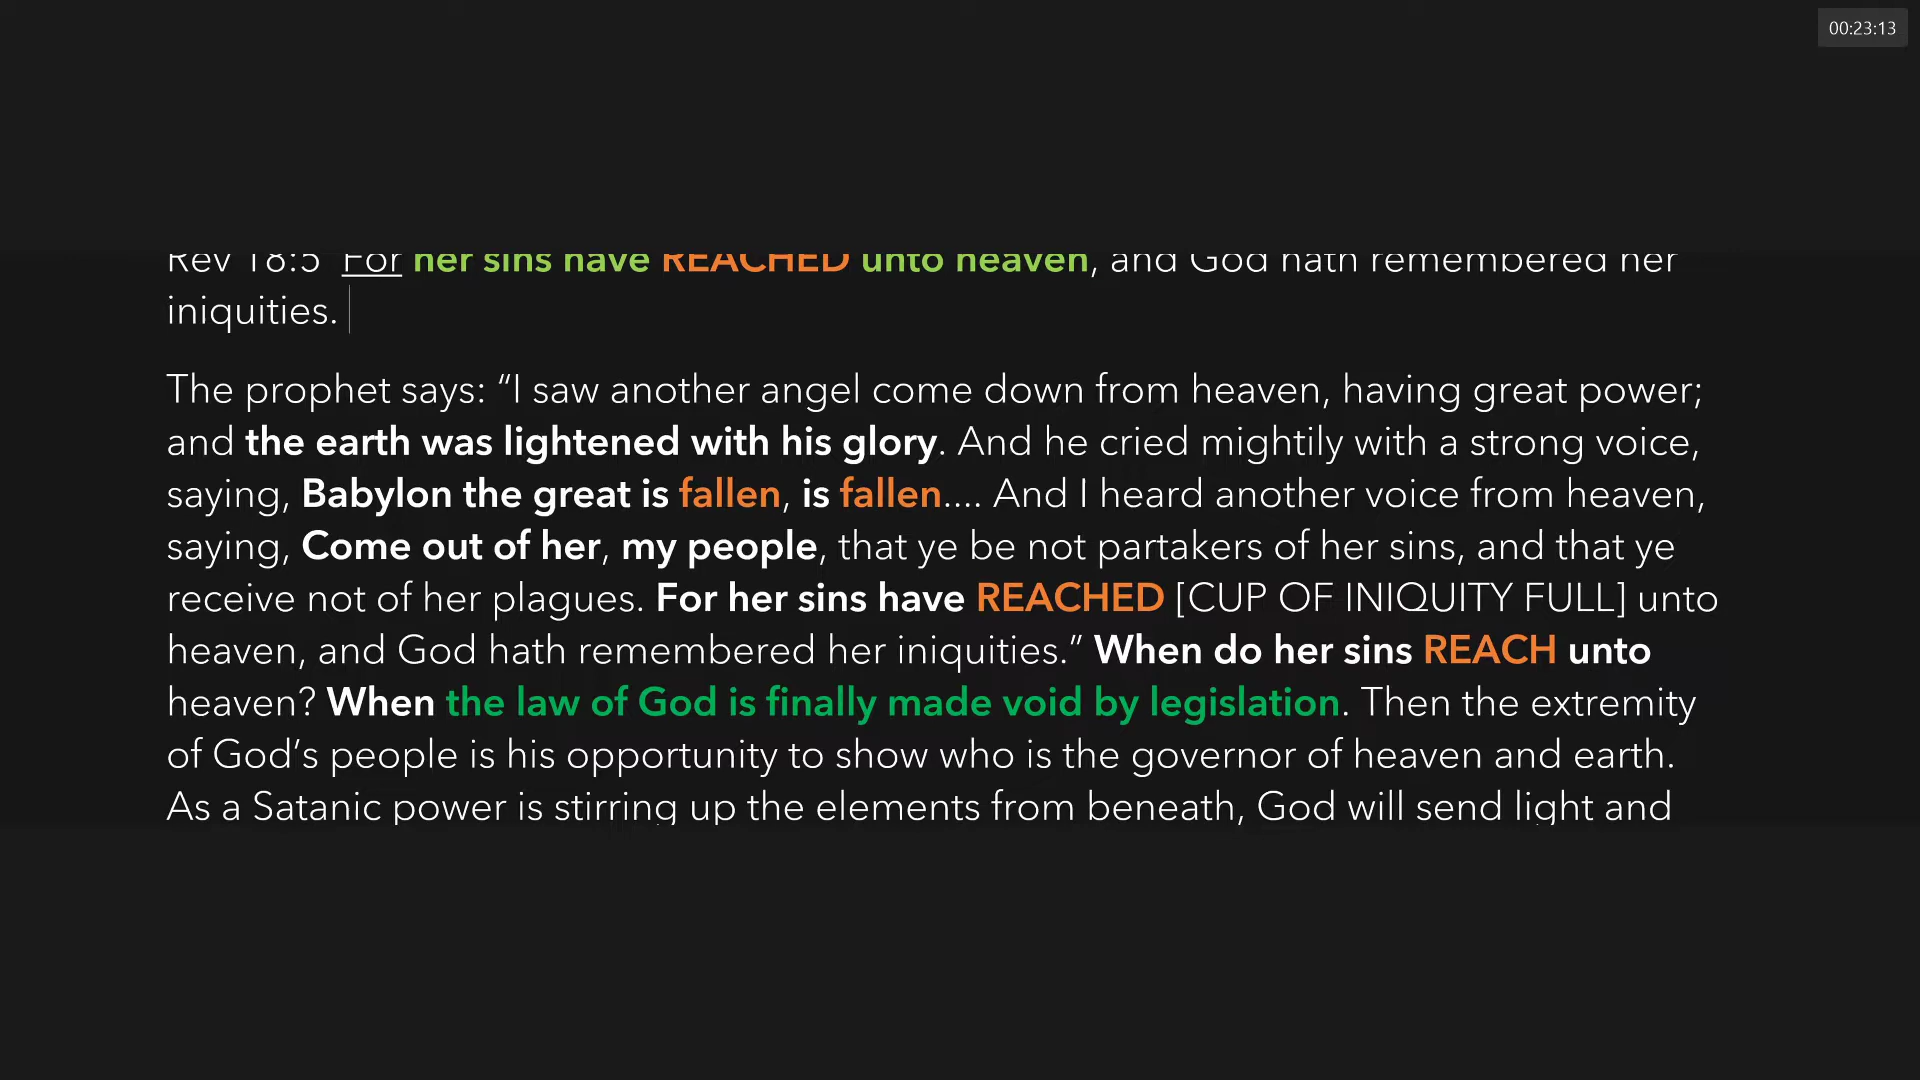 00:23:13
Rev 18:5  For her sins have REACHED unto heaven, and God hath remembered her
iniquities.
The prophet says: “I saw another angel come down from heaven, having great power;
and the earth was lightened with his glory. And he cried mightily with a strong voice,
saying, Babylon the great is fallen, is fallen.... And I heard another voice from heaven,
saying, Come out of her, my people, that ye be not partakers of her sins, and that ye
receive not of her plagues. For her sins have REACHED [CUP OF INIQUITY FULL] unto
heaven, and God hath remembered her iniquities.” When do her sins REACH unto
heaven? When the law of God is finally made void by legislation. Then the extremity
of God’s people is his opportunity to show who is the governor of heaven and earth.
As a Satanic power is stirring up the elements from beneath, God will send light and